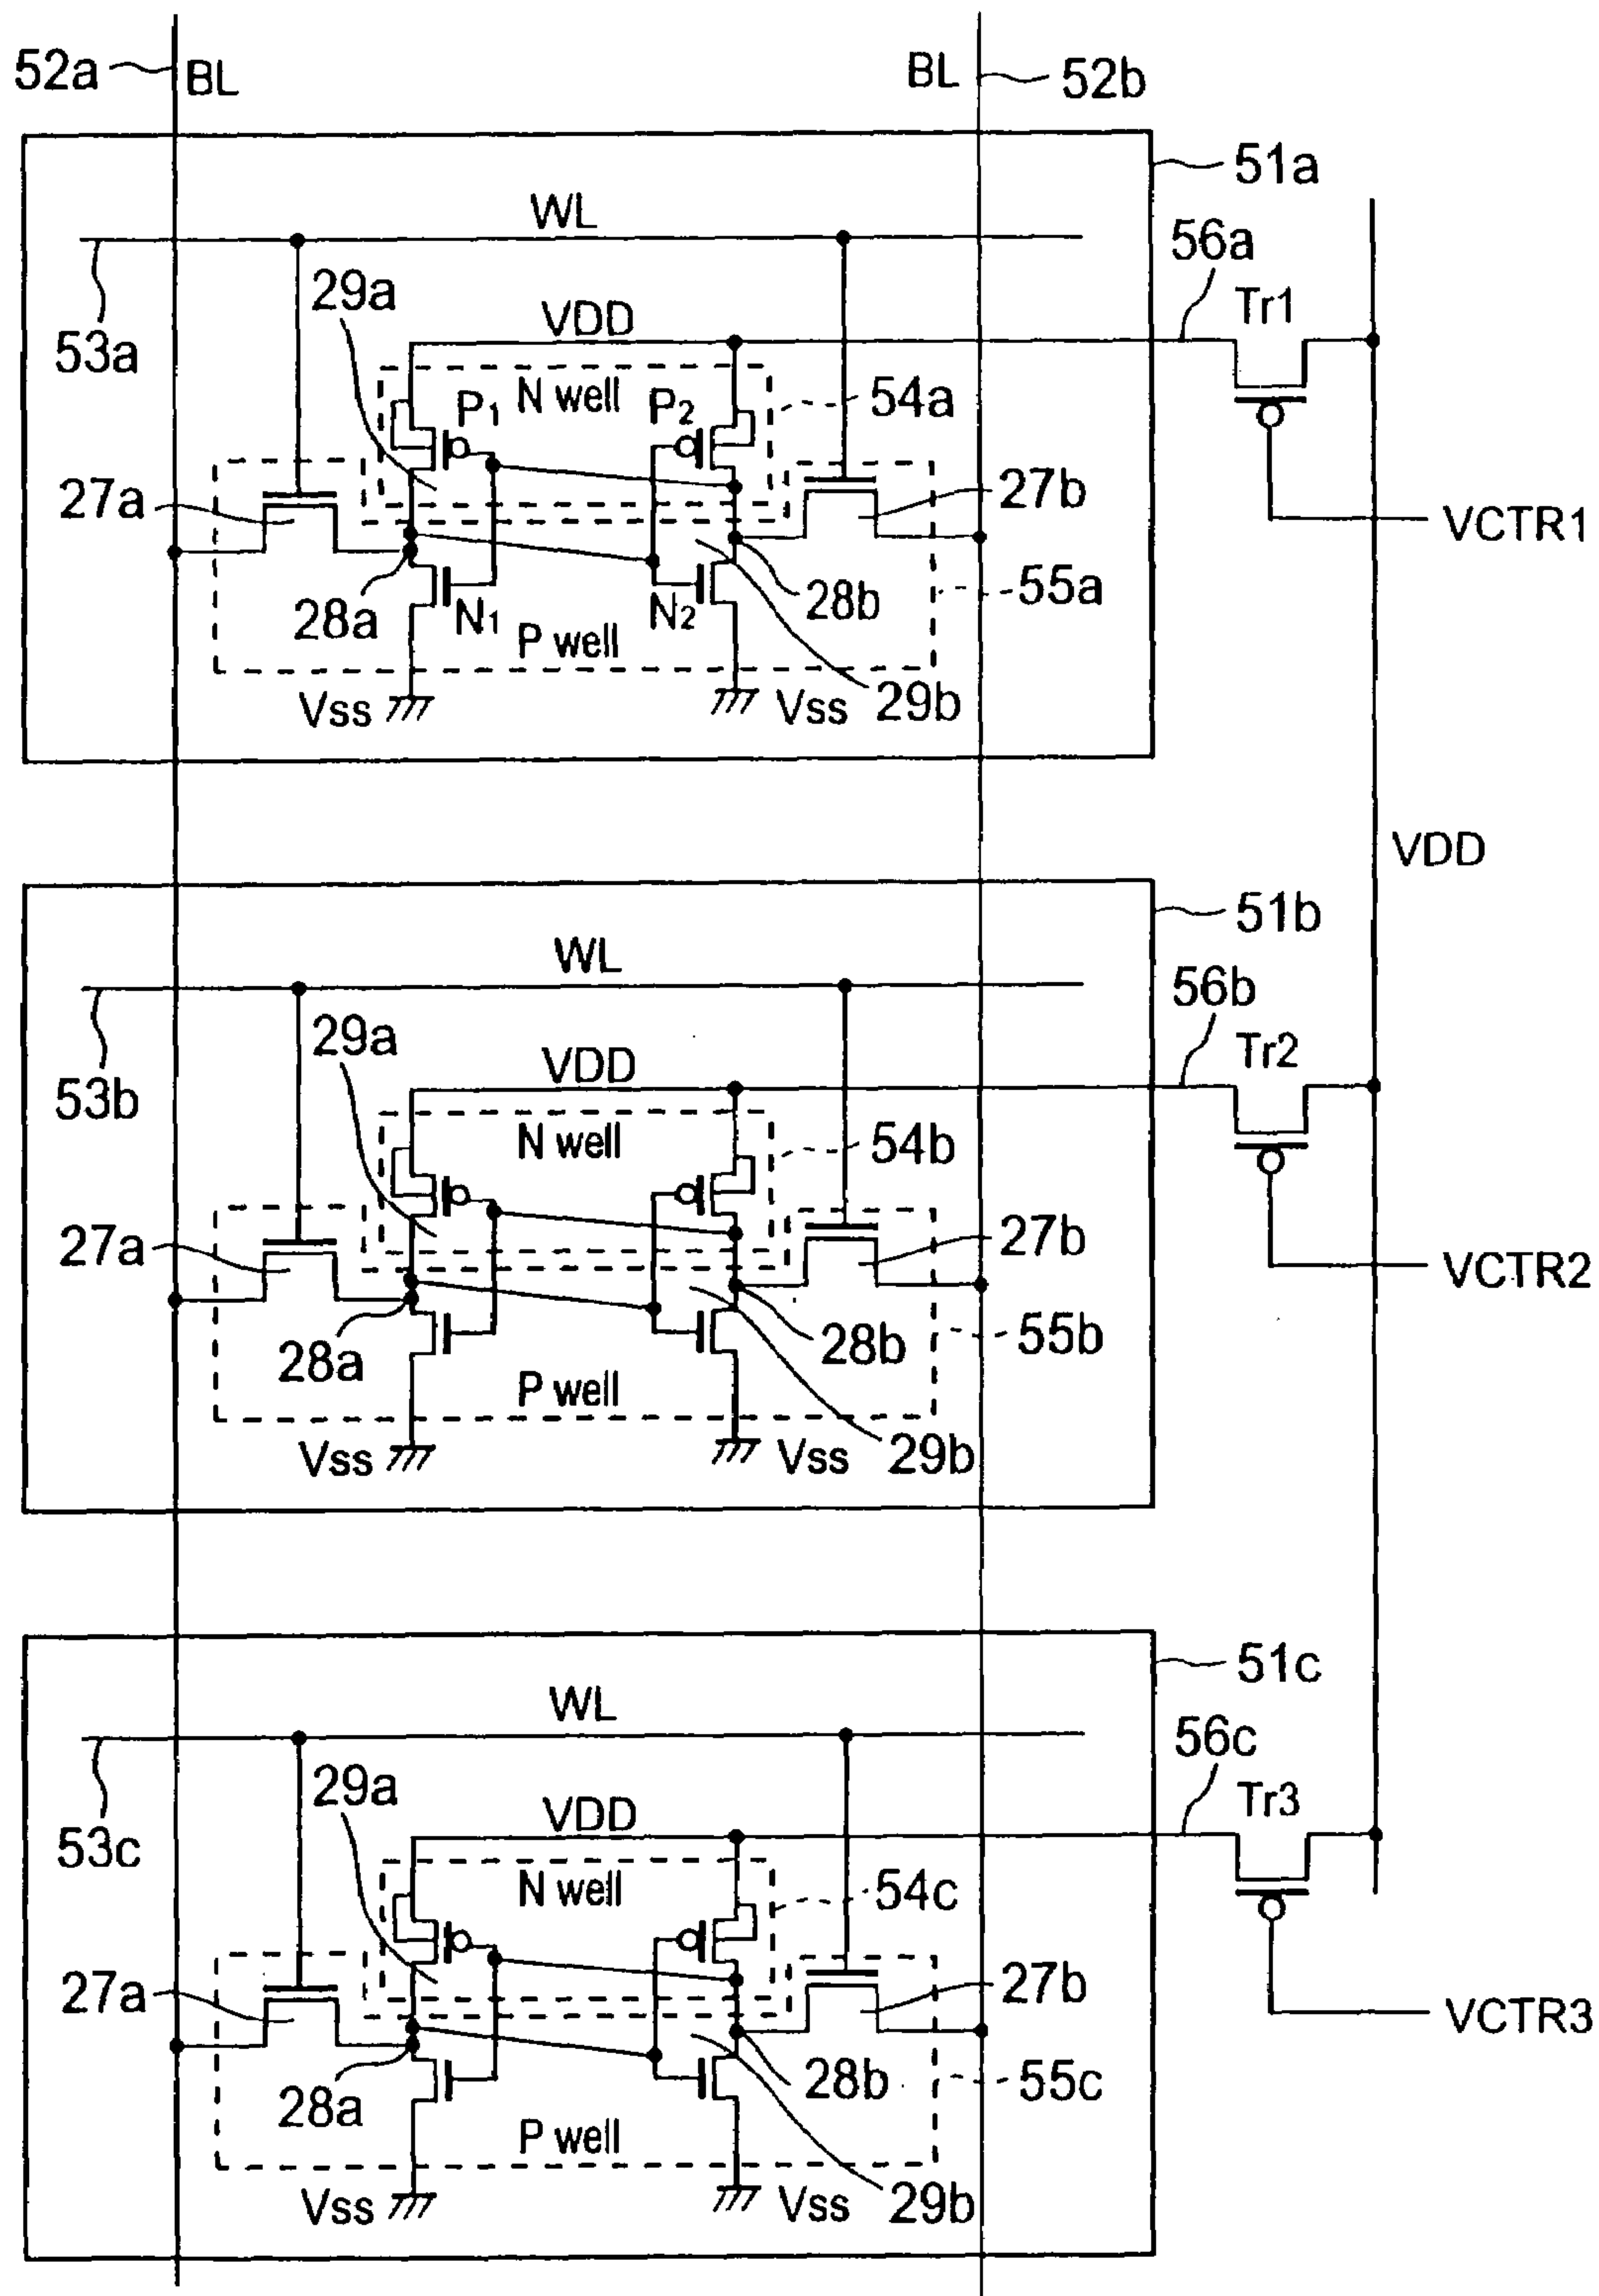 52a BL BL 52b
51a
WL
56a
29a
Tr1
VDD
53a
P1 N well P2 54a
27a 27b
VCTR1
28a N1 N2 28b 55a
P well
Vss Vss 29b
VDD
51b
WL
56b
29a
Tr2
VDD
53b
N well 54b
27a 27b
VCTR2
28a 28b 55b
P well
Vss Vss 29b
51c
WL
56c
29a
Tr3
VDD
53c
N well 54c
27a 27b
VCTR3
28a 28b 55c
P well
Vss Vss 29b